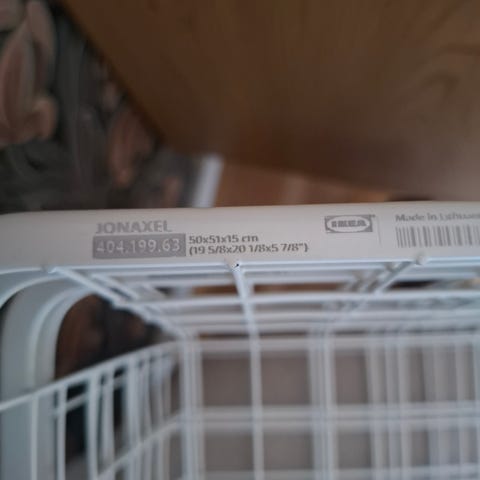 JONAXEL
404.199.63
50x51x15 cm
(19 5/8x20 1/8x5 7/8")
IKEA
Made in